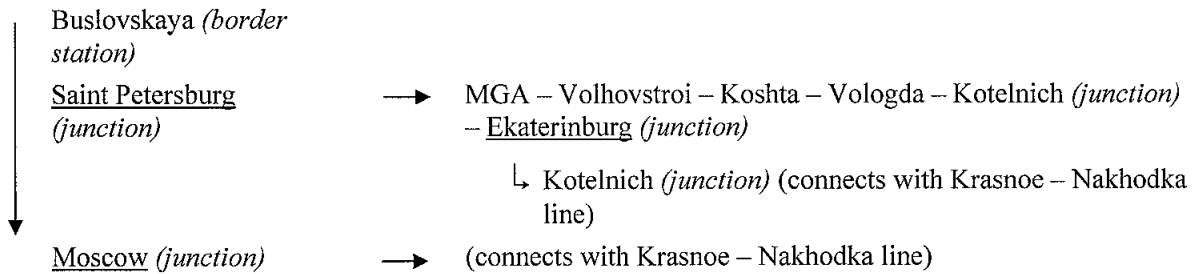 Buslovskaya (border
station)
Saint Petersburg → MGA – Volhovstroi – Koshta – Vologda – Kotelnich (junction)
(junction) – Ekaterinburg (junction)
↳ Kotelnich (junction) (connects with Krasnoe – Nakhodka
line)
Moscow (junction) → (connects with Krasnoe – Nakhodka line)